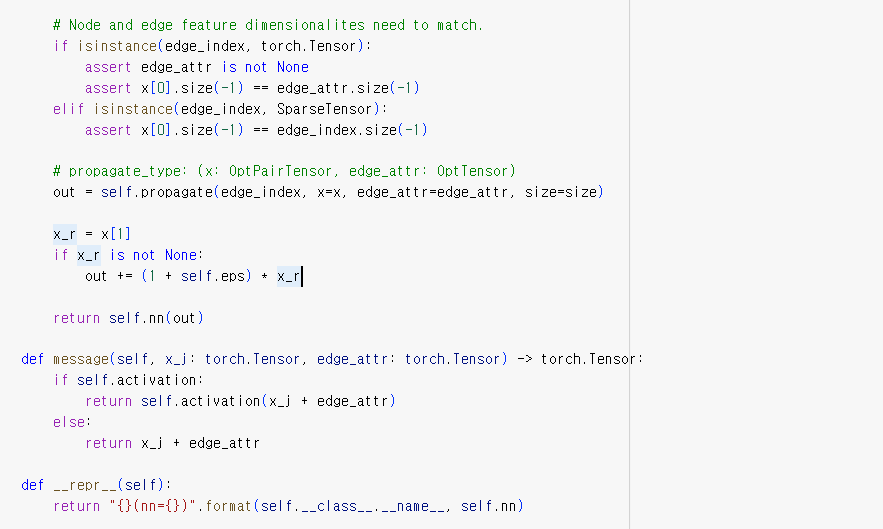 # Node and edge feature dimensionalites need to match.
if isinstance(edge_index, torch.Tensor):
assert edge_attr is not None
assert x[0].size(-1) == edge_attr.size(-1)
elif isinstance(edge_index, SparseTensor):
assert x[0].size(-1) == edge_index.size(-1)
# propagate_type: (x: OptPairTensor, edge_attr: OptTensor)
out = self.propagate(edge_index, x=x, edge_attr=edge_attr, size=size)
x_r = x[1]
if x_r is not None:
out += (1 + self.eps) * x_r
return self.nn(out)
def message(self, x_j: torch.Tensor, edge_attr: torch.Tensor) -> torch.Tensor:
if self.activation:
return self.activation(x_j + edge_attr)
else:
return x_j + edge_attr
def __repr__(self):
return "{}(nn={})".format(self.__class__.__name__, self.nn)